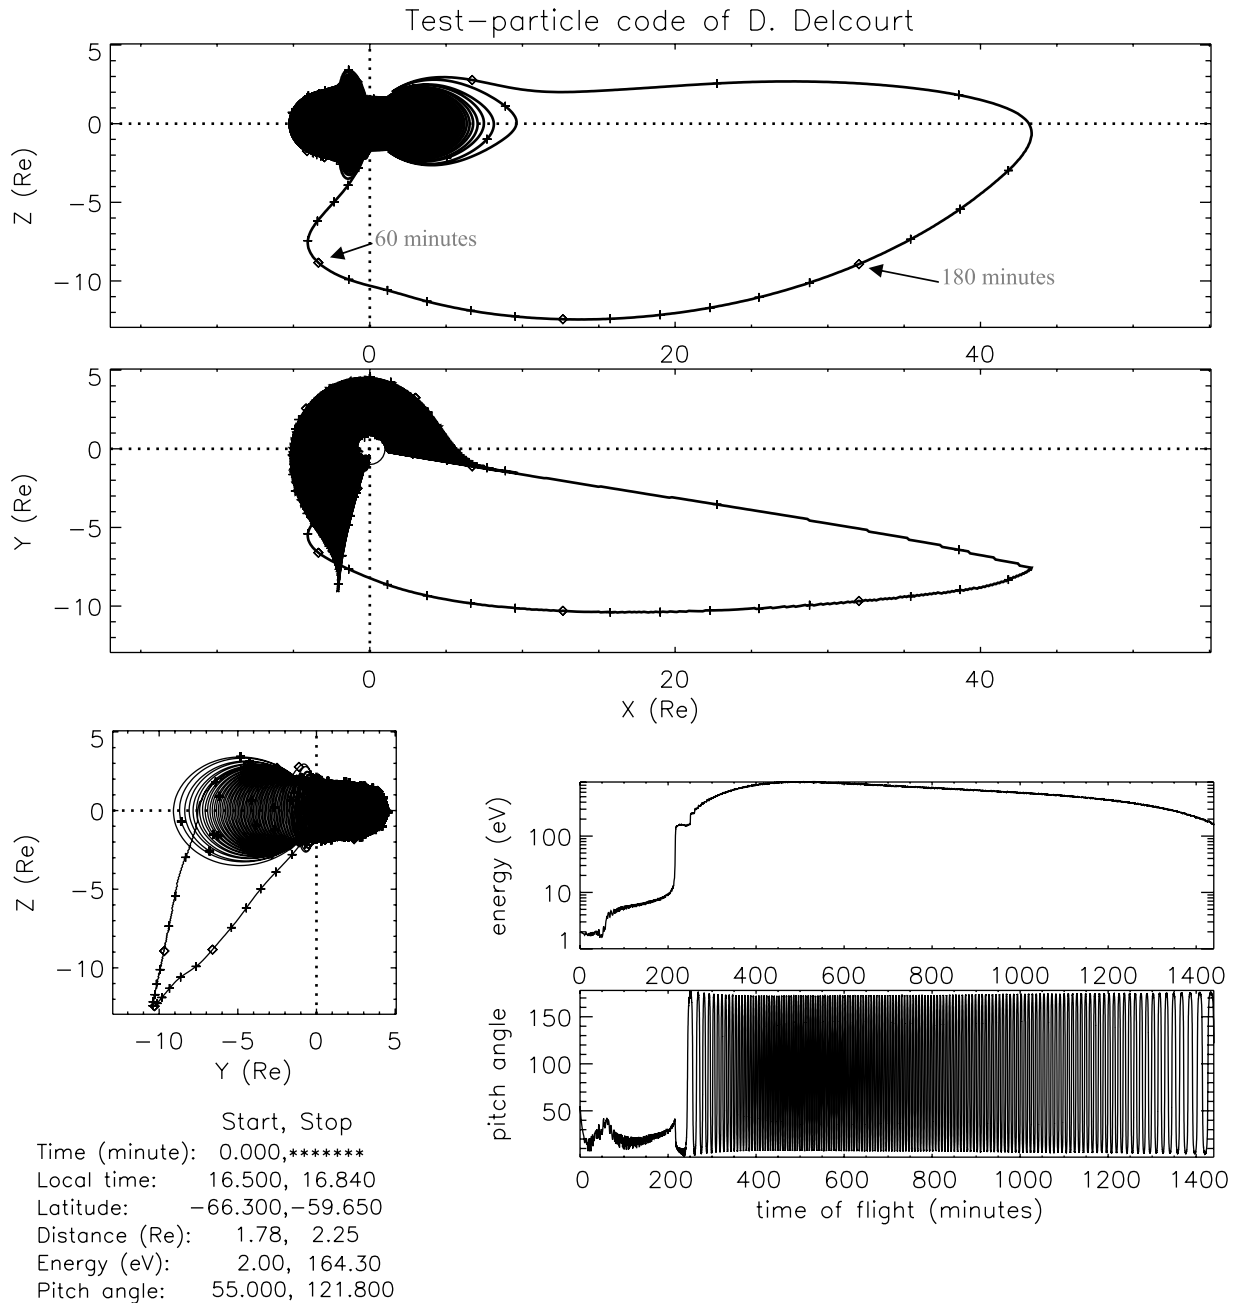 Test-particle code of D. Delcourt
5
0
-5
-10
Z (Re)
60 minutes
180 minutes
0 20 40
5
0
-5
-10
Y (Re)
0 20 40
X (Re)
5
0
-5
-10
Z (Re)
-10 -5 0 5
Y (Re)
100
10
1
energy (eV)
0 200 400 600 800 1000 1200 1400
150
100
50
pitch angle
0 200 400 600 800 1000 1200 1400
time of flight (minutes)
Start, Stop
Time (minute): 0.000,*******
Local time: 16.500, 16.840
Latitude: -66.300,-59.650
Distance (Re): 1.78, 2.25
Energy (eV): 2.00, 164.30
Pitch angle: 55.000, 121.800